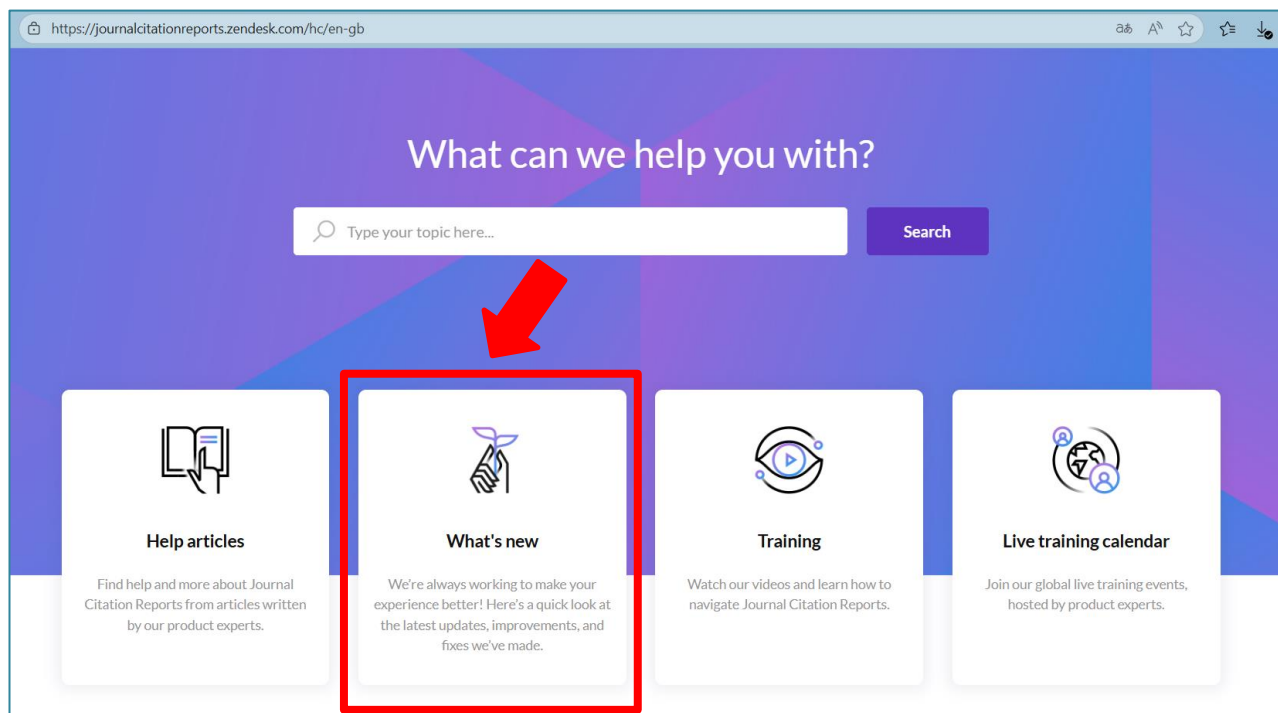 https://journalcitationreports.zendesk.com/hc/en-gb
What can we help you with?
Type your topic here...
Search
Help articles
Find help and more about Journal
Citation Reports from articles written
by our product experts.
What's new
We're always working to make your
experience better! Here's a quick look at
the latest updates, improvements, and
fixes we've made.
Training
Watch our videos and learn how to
navigate Journal Citation Reports.
Live training calendar
Join our global live training events,
hosted by product experts.